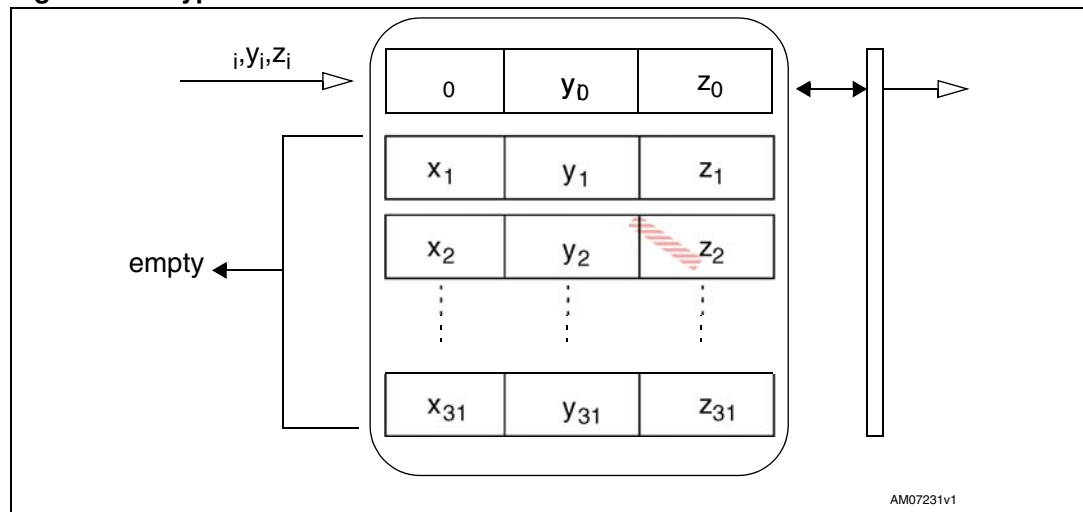 i,yi,zi
0 y0 z0
x1 y1 z1
x2 y2 z2
empty
x31 y31 z31
AM07231v1